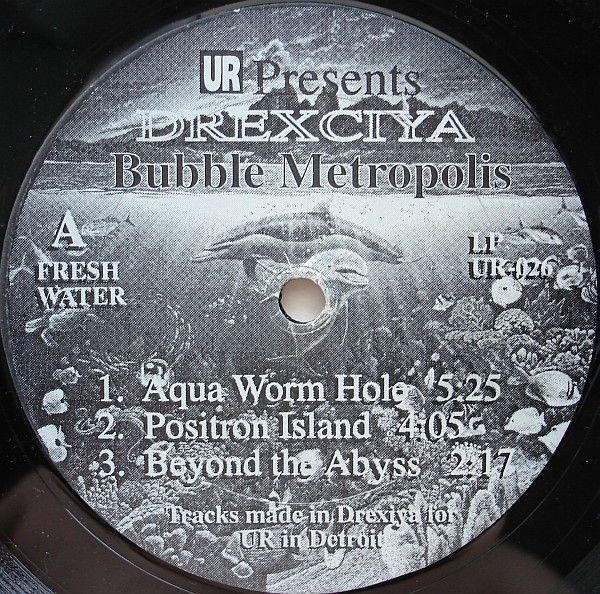 UR Presents
DREXCIYA
Bubble Metropolis
A
FRESH
WATER
LP
UR-026
1. Aqua Worm Hole 5:25
2. Positron Island 4:05
3. Beyond the Abyss 2:17
Tracks made in Drexiya for
UR in Detroit